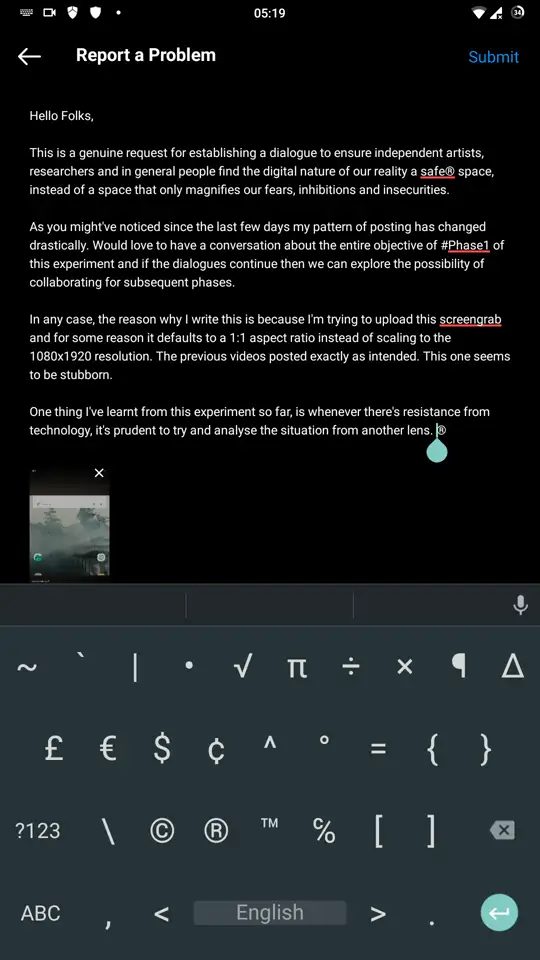 05:19
34
Report a Problem
Submit
Hello Folks,
This is a genuine request for establishing a dialogue to ensure independent artists,
researchers and in general people find the digital nature of our reality a safe® space,
instead of a space that only magnifies our fears, inhibitions and insecurities.
As you might've noticed since the last few days my pattern of posting has changed
drastically. Would love to have a conversation about the entire objective of #Phase1 of
this experiment and if the dialogues continue then we can explore the possibility of
collaborating for subsequent phases.
In any case, the reason why I write this is because I'm trying to upload this screengrab
and for some reason it defaults to a 1:1 aspect ratio instead of scaling to the
1080x1920 resolution. The previous videos posted exactly as intended. This one seems
to be stubborn.
One thing I've learnt from this experiment so far, is whenever there's resistance from
technology, it's prudent to try and analyse the situation from another lens. ®
~ ` | • √ π ÷ × ¶ Δ
£ € $ ¢ ^ ° = { }
?123 \ © ® ™ ℅ [ ]
ABC , < English > .